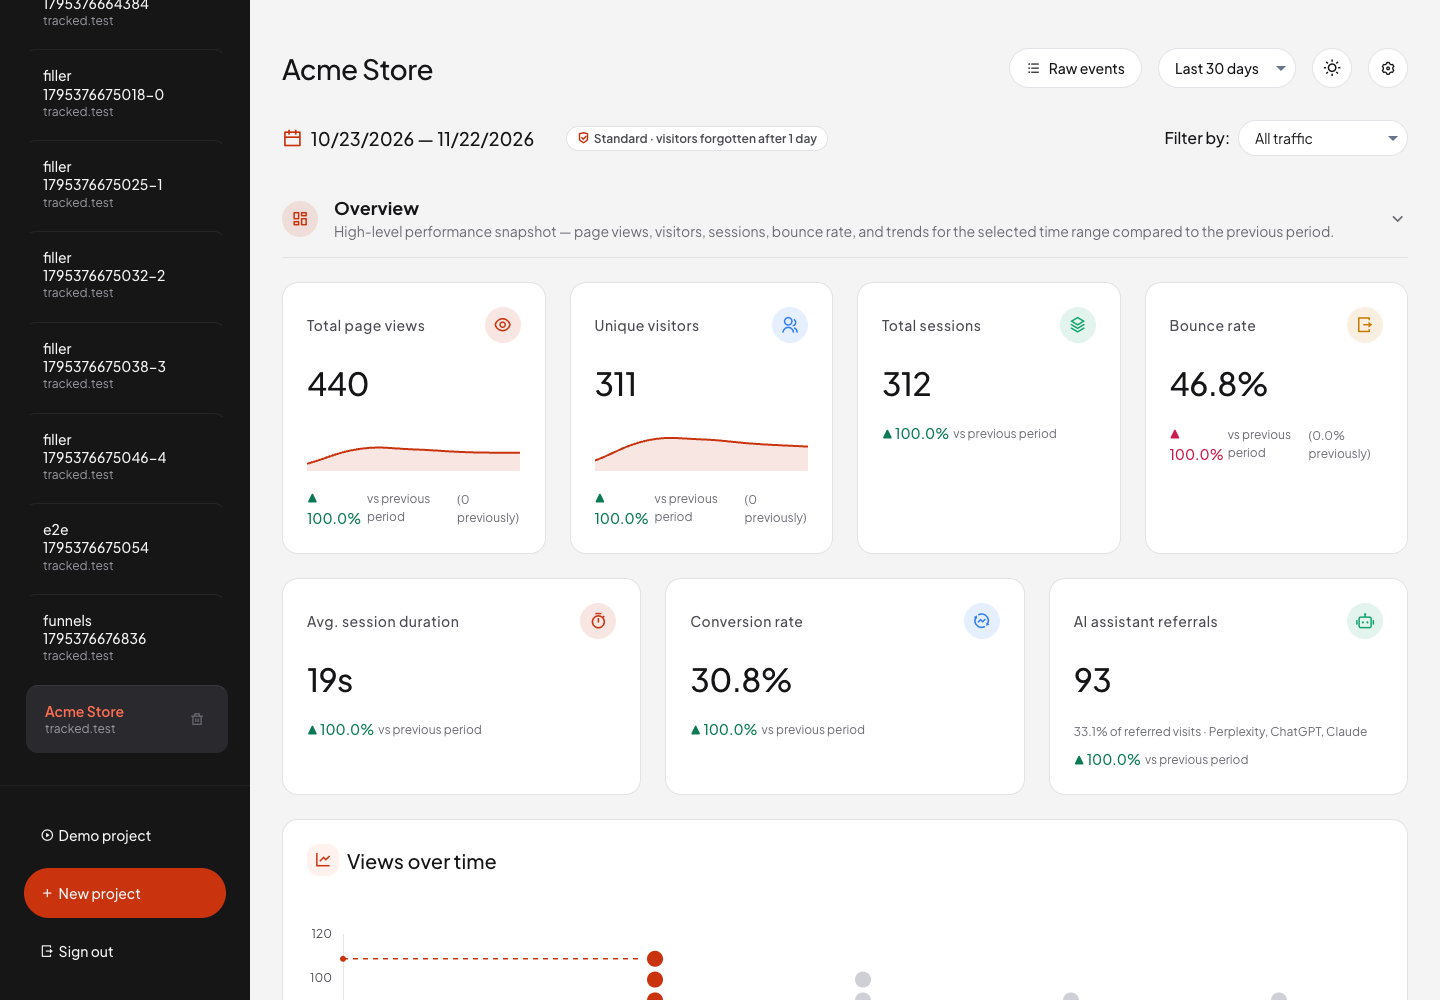 1795376664384
tracked.test
filler
1795376675018-0
tracked.test
filler
1795376675025-1
tracked.test
filler
1795376675032-2
tracked.test
filler
1795376675038-3
tracked.test
filler
1795376675046-4
tracked.test
e2e
1795376675054
tracked.test
funnels
1795376676836
tracked.test
Acme Store
tracked.test
Demo project
+ New project
Sign out
Acme Store
Raw events
Last 30 days
10/23/2026 — 11/22/2026
Standard · visitors forgotten after 1 day
Filter by:
All traffic
Overview
High-level performance snapshot — page views, visitors, sessions, bounce rate, and trends for the selected time range compared to the previous period.
Total page views
440
▲ 100.0% vs previous period (0 previously)
Unique visitors
311
▲ 100.0% vs previous period (0 previously)
Total sessions
312
▲ 100.0% vs previous period
Bounce rate
46.8%
▲ 100.0% vs previous period (0.0% previously)
Avg. session duration
19s
▲ 100.0% vs previous period
Conversion rate
30.8%
▲ 100.0% vs previous period
AI assistant referrals
93
33.1% of referred visits · Perplexity, ChatGPT, Claude
▲ 100.0% vs previous period
Views over time
120
100